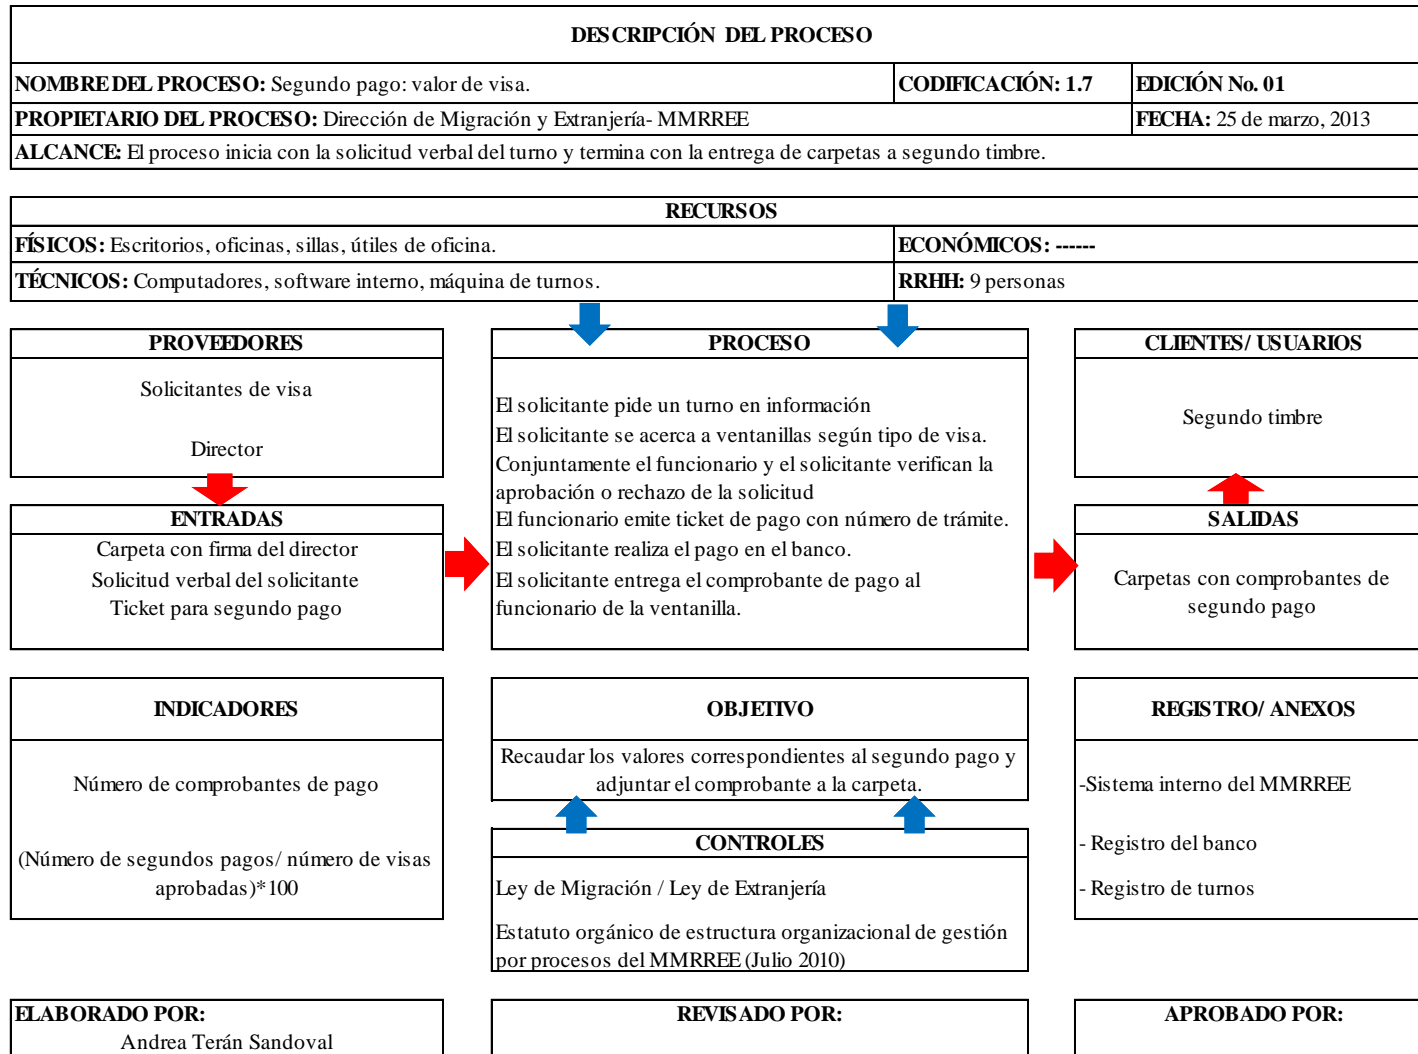 DESCRIPCIÓN DEL PROCESO
NOMBRE DEL PROCESO: Segundo pago: valor de visa.
CODIFICACIÓN: 1.7
EDICIÓN No. 01
PROPIETARIO DEL PROCESO: Dirección de Migración y Extranjería- MMRREE
FECHA: 25 de marzo, 2013
ALCANCE: El proceso inicia con la solicitud verbal del turno y termina con la entrega de carpetas a segundo timbre.
RECURSOS
FÍSICOS: Escritorios, oficinas, sillas, útiles de oficina.
ECONÓMICOS: ------
TÉCNICOS: Computadores, software interno, máquina de turnos.
RRHH: 9 personas
PROVEEDORES
Solicitantes de visa
Director
ENTRADAS
Carpeta con firma del director
Solicitud verbal del solicitante
Ticket para segundo pago
PROCESO
El solicitante pide un turno en información
El solicitante se acerca a ventanillas según tipo de visa.
Conjuntamente el funcionario y el solicitante verifican la
aprobación o rechazo de la solicitud
El funcionario emite ticket de pago con número de trámite.
El solicitante realiza el pago en el banco.
El solicitante entrega el comprobante de pago al
funcionario de la ventanilla.
CLIENTES/ USUARIOS
Segundo timbre
SALIDAS
Carpetas con comprobantes de
segundo pago
INDICADORES
Número de comprobantes de pago
(Número de segundos pagos/ número de visas
aprobadas)*100
OBJETIVO
Recaudar los valores correspondientes al segundo pago y
adjuntar el comprobante a la carpeta.
CONTROLES
Ley de Migración / Ley de Extranjería
Estatuto orgánico de estructura organizacional de gestión
por procesos del MMRREE (Julio 2010)
REGISTRO/ ANEXOS
-Sistema interno del MMRREE
- Registro del banco
- Registro de turnos
ELABORADO POR:
Andrea Terán Sandoval
REVISADO POR:
APROBADO POR: